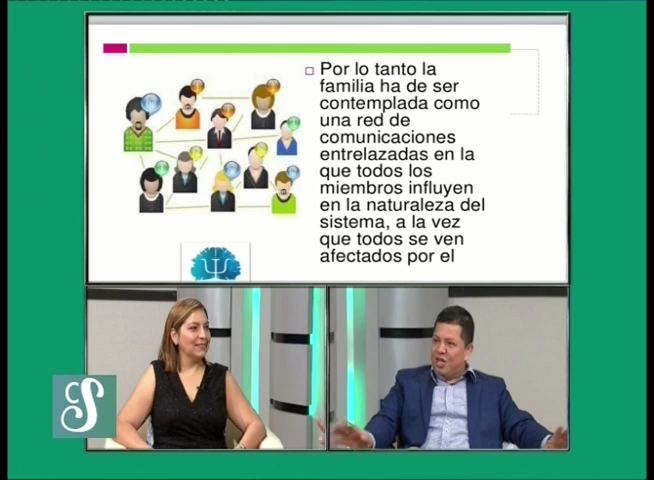 Por lo tanto la
familia ha de ser
contemplada como
una red de
comunicaciones
entrelazadas en la
que todos los
miembros influyen
en la naturaleza del
sistema, a la vez
que todos se ven
afectados por el
Ψ
CS